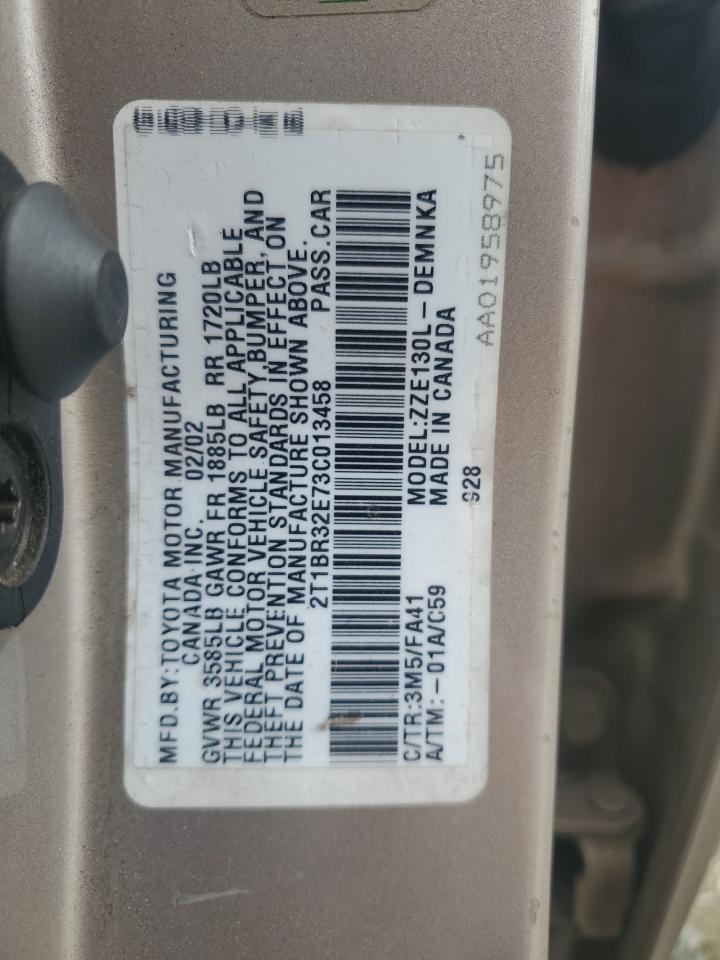 MFD.BY:TOYOTA MOTOR MANUFACTURING
CANADA INC. 02/02
GVWR 3585LB GAWR FR 1885LB RR 1720LB
THIS VEHICLE CONFORMS TO ALL APPLICABLE
FEDERAL MOTOR VEHICLE SAFETY, BUMPER, AND
THEFT PREVENTION STANDARDS IN EFFECT ON
THE DATE OF MANUFACTURE SHOWN ABOVE.
2T1BR32E73C013458 PASS.CAR
C/TR:3M5/FA41 MODEL:ZZE130L-DEMNKA
A/TM:-01A/C59 MADE IN CANADA
928
AA01958975